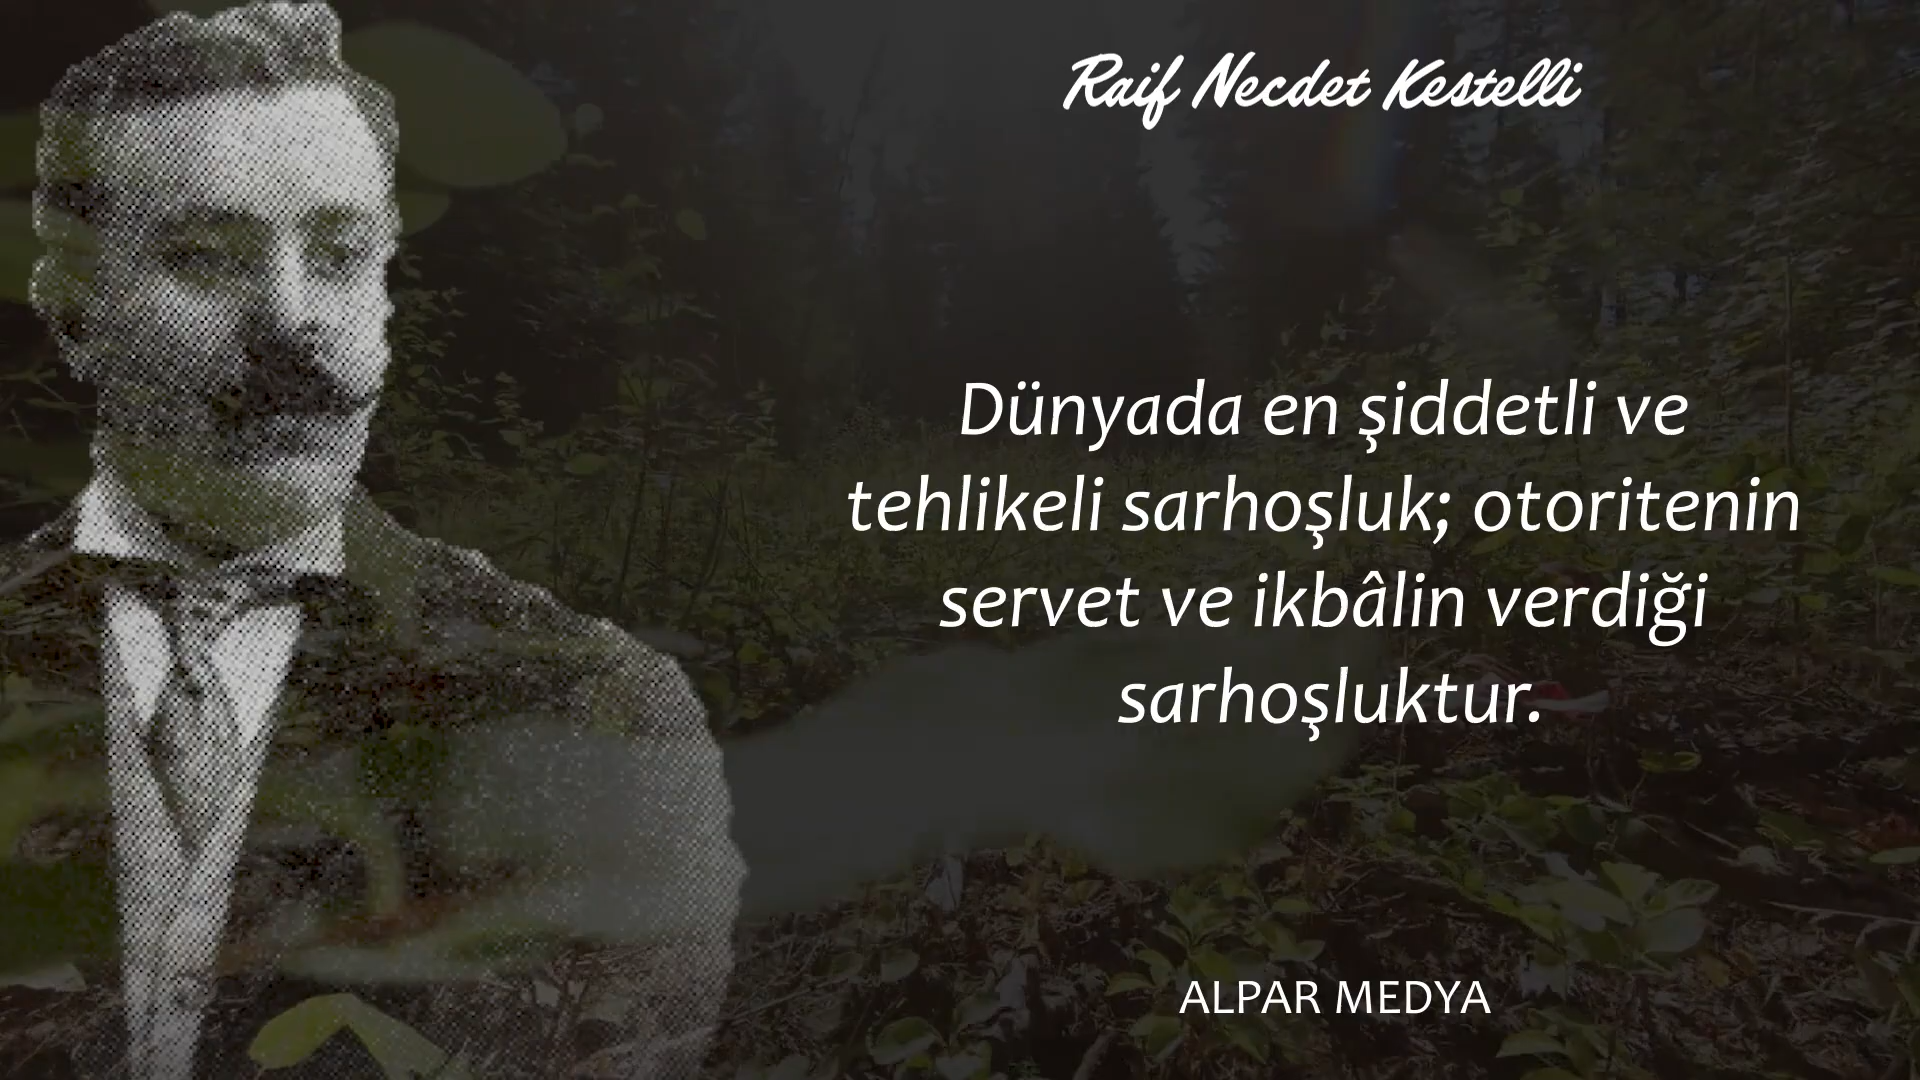 Raif Necdet Kestelli
Dünyada en şiddetli ve
tehlikeli sarhoşluk; otoritenin
servet ve ikbâlin verdiği
sarhoşluktur.
ALPAR MEDYA